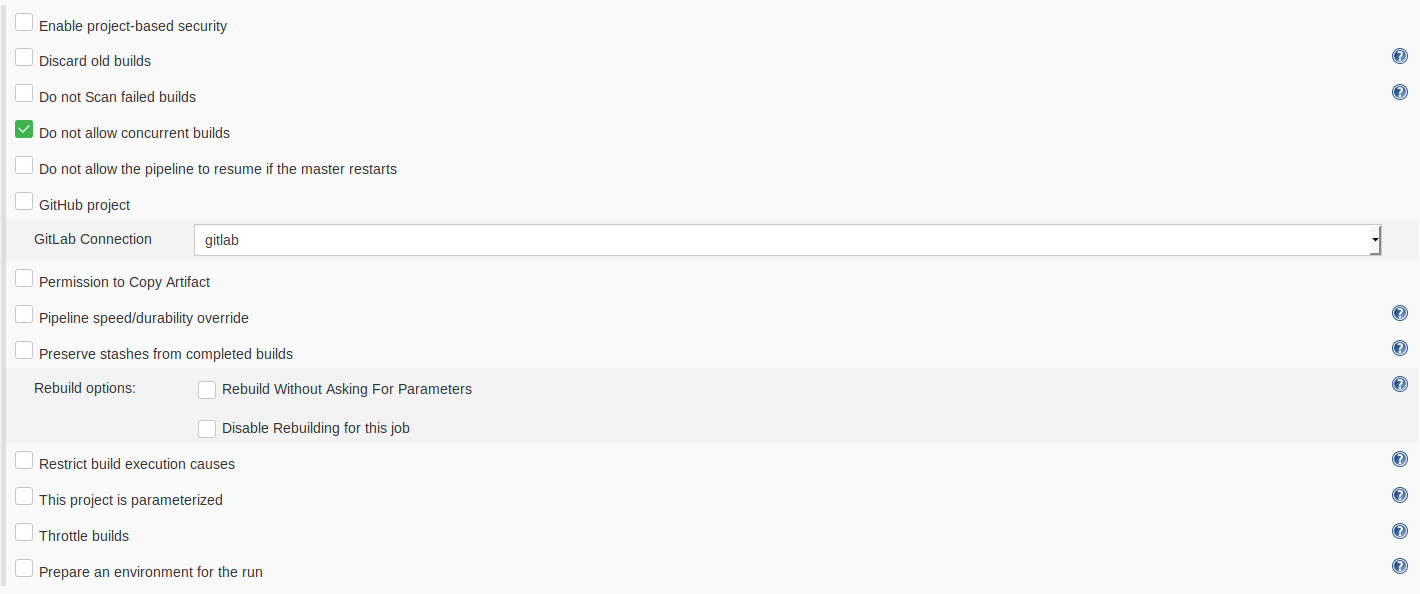 Enable project-based security
Discard old builds
Do not Scan failed builds
Do not allow concurrent builds
Do not allow the pipeline to resume if the master restarts
GitHub project
GitLab Connection gitlab
Permission to Copy Artifact
Pipeline speed/durability override
Preserve stashes from completed builds
Rebuild options: Rebuild Without Asking For Parameters
Disable Rebuilding for this job
Restrict build execution causes
This project is parameterized
Throttle builds
Prepare an environment for the run